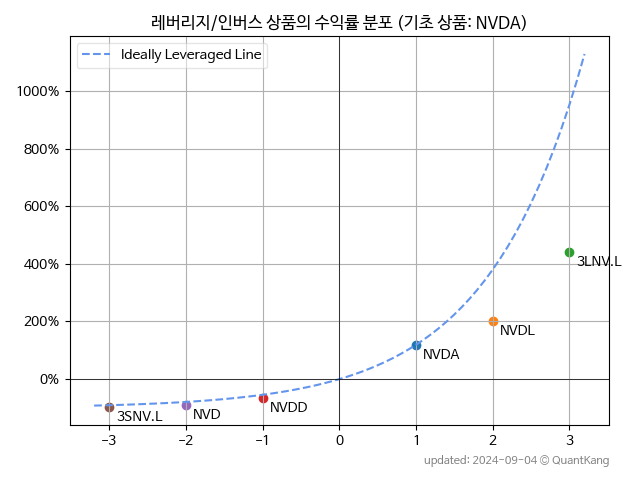 레버리지/인버스 상품의 수익률 분포 (기초 상품: NVDA)
Ideally Leveraged Line
1000%
800%
600%
400%
200%
0%
3LNV.L
NVDL
NVDA
NVDD
NVD
3SNV.L
−3
−2
−1
0
1
2
3
updated: 2024-09-04 © QuantKang